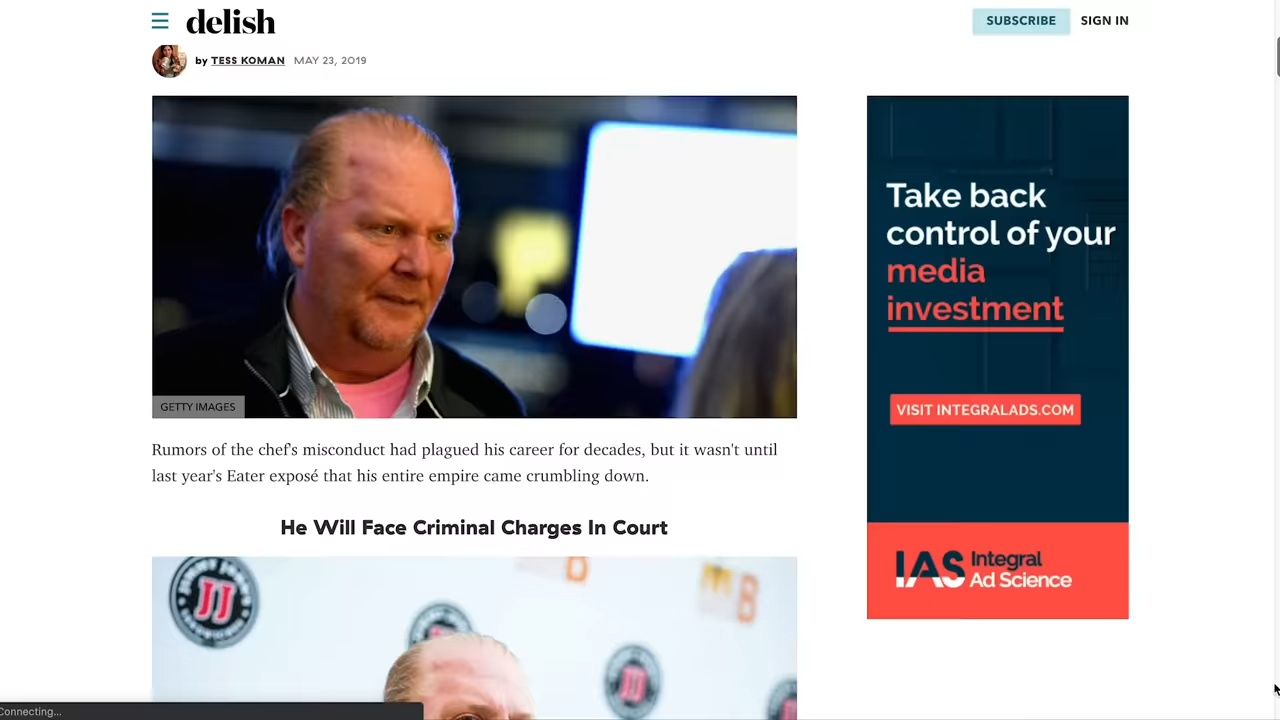 delish
SUBSCRIBE
SIGN IN
by TESS KOMAN MAY 23, 2019
GETTY IMAGES
Take back
control of your
media
investment
VISIT INTEGRALADS.COM
IAS Integral
Ad Science
Rumors of the chef's misconduct had plagued his career for decades, but it wasn't until
last year's Eater exposé that his entire empire came crumbling down.
He Will Face Criminal Charges In Court
JJ
B
B
JJ
Connecting...